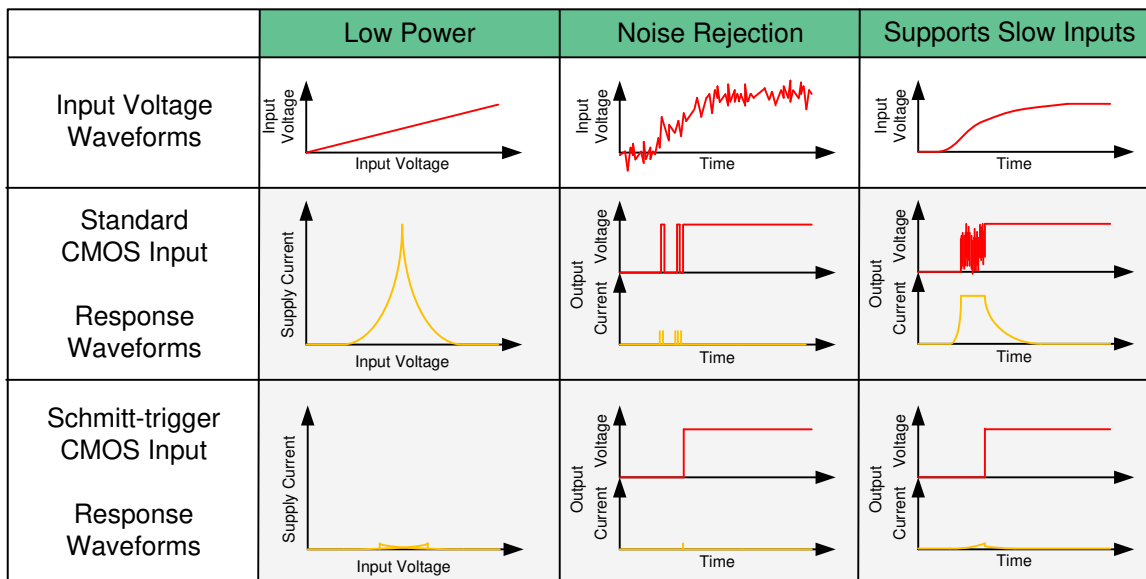 Low Power
Noise Rejection
Supports Slow Inputs
Input Voltage
Waveforms
Input
Voltage
Input Voltage
Input
Voltage
Time
Input
Voltage
Time
Standard
CMOS Input
Response
Waveforms
Supply Current
Input Voltage
Output
Voltage
Current
Time
Output
Voltage
Current
Time
Schmitt-trigger
CMOS Input
Response
Waveforms
Supply Current
Input Voltage
Output
Voltage
Current
Time
Output
Voltage
Current
Time